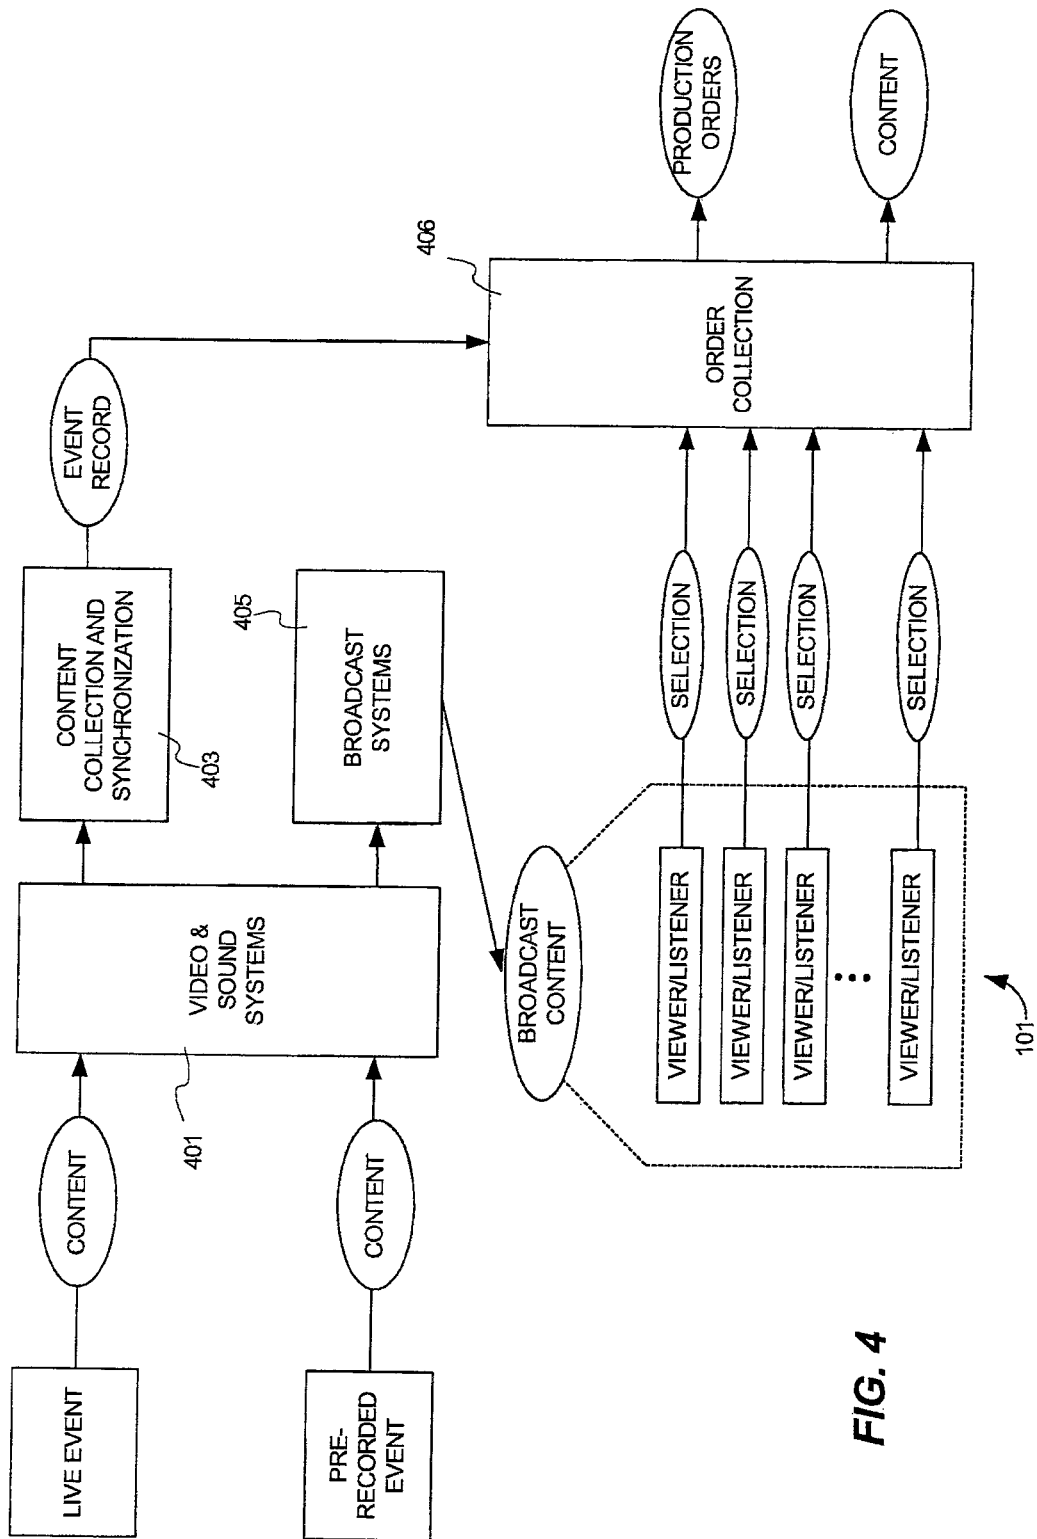 LIVE EVENT
CONTENT
PRE-
RECORDED
EVENT
CONTENT
401
VIDEO &
SOUND
SYSTEMS
CONTENT
COLLECTION AND
SYNCHRONIZATION
403
EVENT
RECORD
405
BROADCAST
SYSTEMS
BROADCAST
CONTENT
VIEWER/LISTENER
SELECTION
VIEWER/LISTENER
SELECTION
VIEWER/LISTENER
SELECTION
VIEWER/LISTENER
SELECTION
101
406
ORDER
COLLECTION
PRODUCTION
ORDERS
CONTENT
FIG. 4